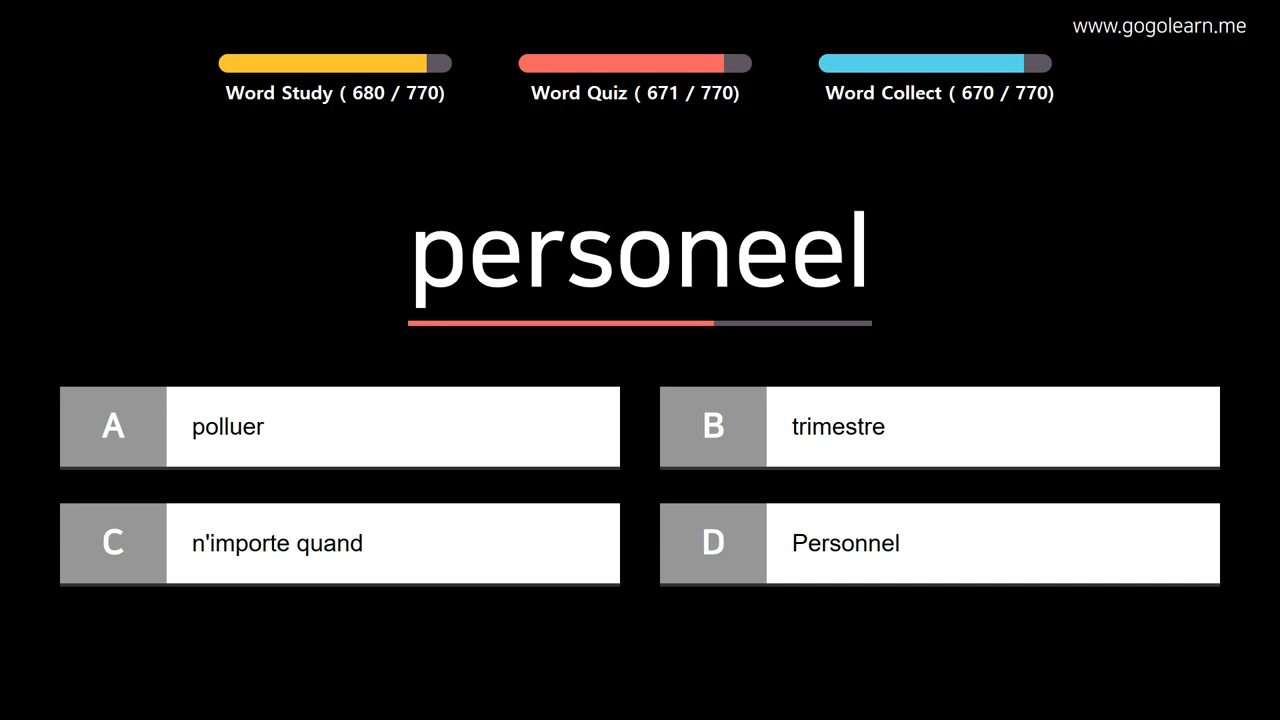 www.gogolearn.me
Word Study ( 680 / 770)
Word Quiz ( 671 / 770)
Word Collect ( 670 / 770)
personeel
A polluer
B trimestre
C n'importe quand
D Personnel